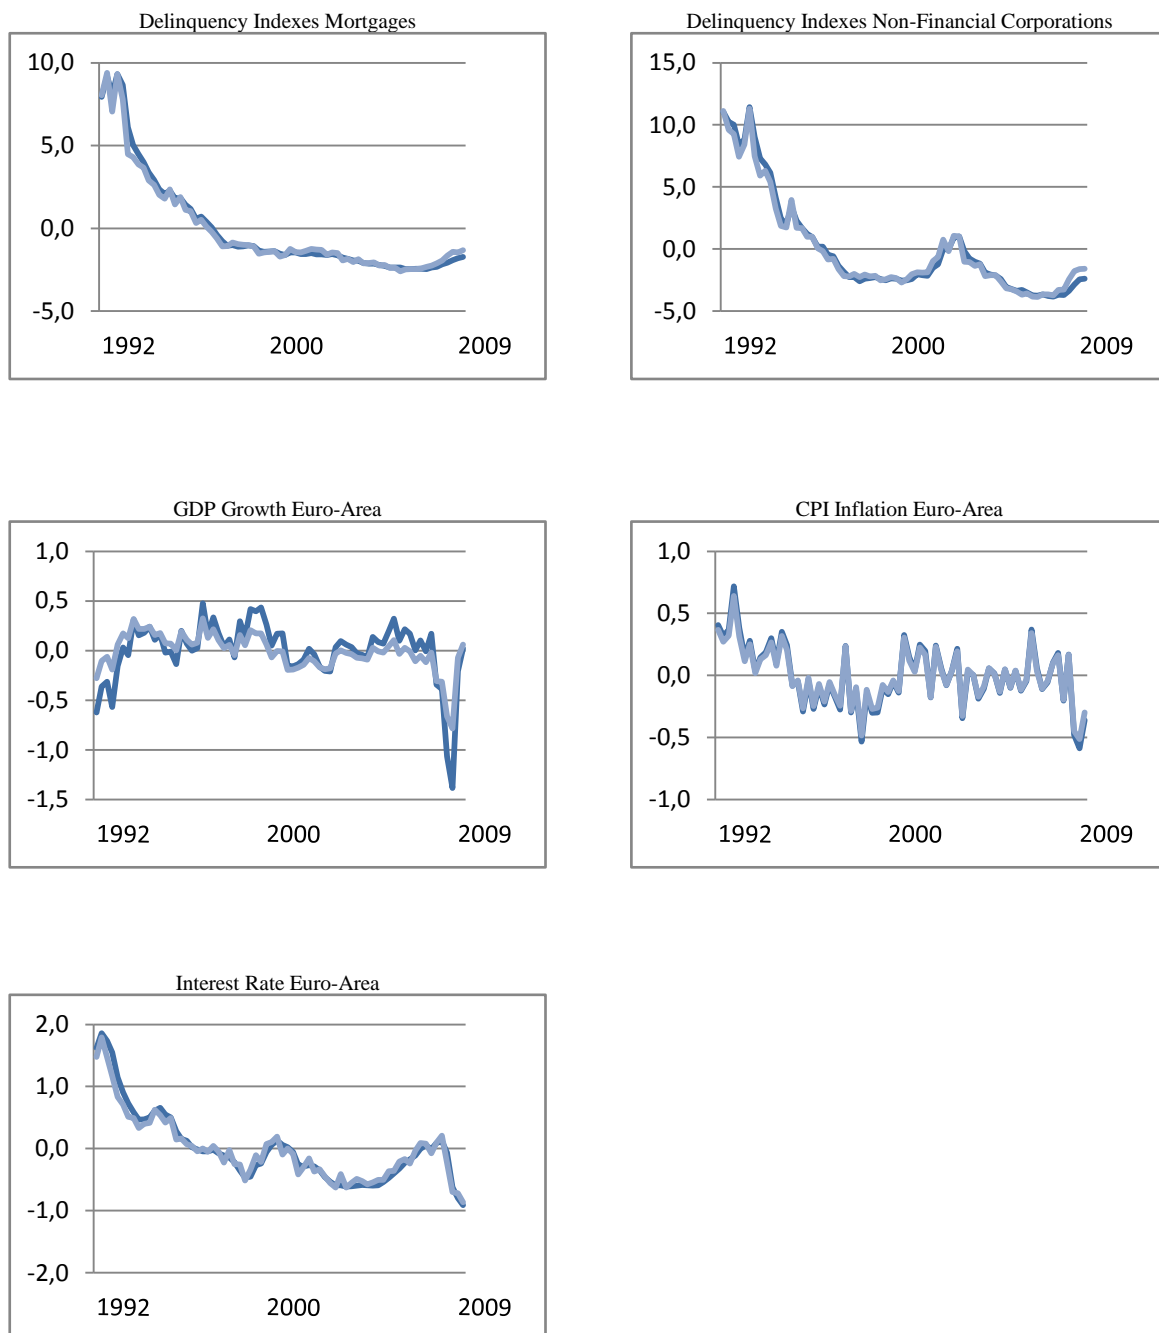 Delinquency Indexes Mortgages
10,0
5,0
0,0
-5,0
1992 2000 2009
Delinquency Indexes Non-Financial Corporations
15,0
10,0
5,0
0,0
-5,0
1992 2000 2009
GDP Growth Euro-Area
1,0
0,5
0,0
-0,5
-1,0
-1,5
1992 2000 2009
CPI Inflation Euro-Area
1,0
0,5
0,0
-0,5
-1,0
1992 2000 2009
Interest Rate Euro-Area
2,0
1,0
0,0
-1,0
-2,0
1992 2000 2009